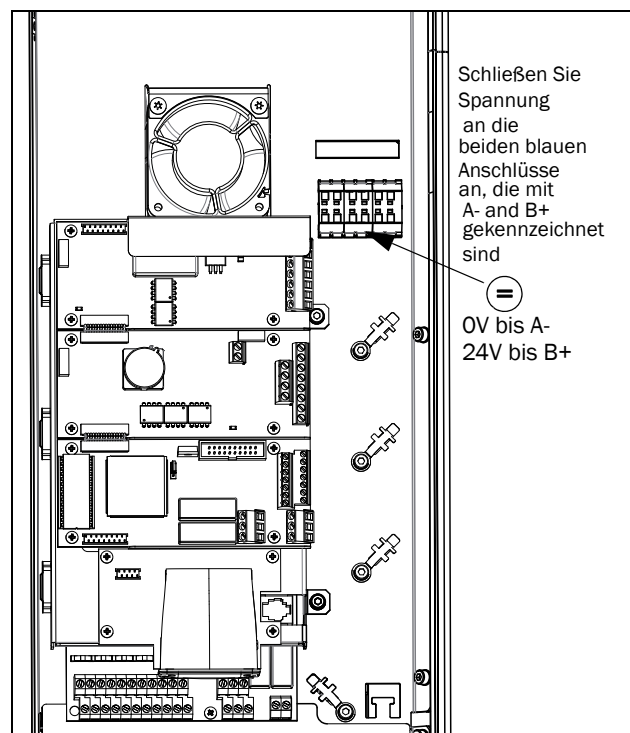 Schließen Sie
Spannung
an die
beiden blauen
Anschlüsse
an, die mit
A- and B+
gekennzeichnet
sind
=
0V bis A-
24V bis B+